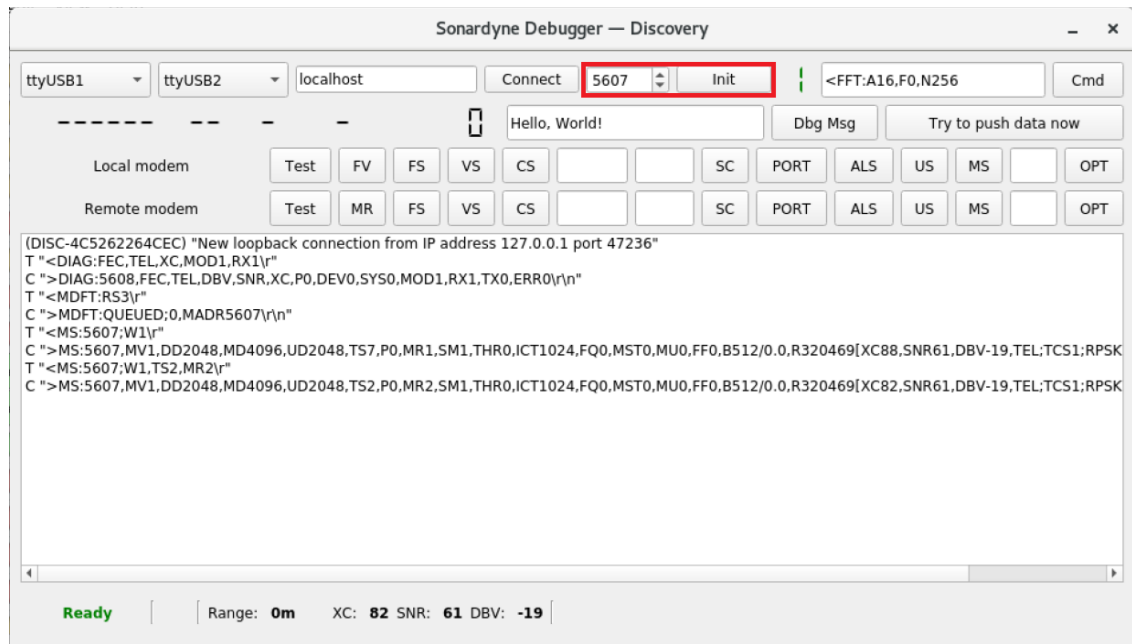 Sonardyne Debugger — Discovery
ttyUSB1 ttyUSB2 localhost Connect 5607 Init <FFT:A16,F0,N256 Cmd
------ -- - - 0 Hello, World! Dbg Msg Try to push data now
Local modem Test FV FS VS CS SC PORT ALS US MS OPT
Remote modem Test MR FS VS CS SC PORT ALS US MS OPT
(DISC-4C5262264CEC) "New loopback connection from IP address 127.0.0.1 port 47236"
T "<DIAG:FEC,TEL,XC,MOD1,RX1\r"
C ">DIAG:5608,FEC,TEL,DBV,SNR,XC,P0,DEV0,SYS0,MOD1,RX1,TX0,ERR0\r\n"
T "<MDFT:RS3\r"
C ">MDFT:QUEUED;0,MADR5607\r\n"
T "<MS:5607;W1\r"
C ">MS:5607,MV1,DD2048,MD4096,UD2048,TS7,P0,MR1,SM1,THR0,ICT1024,FQ0,MST0,MU0,FF0,B512/0.0,R320469[XC88,SNR61,DBV-19,TEL;TCS1;RPSK
T "<MS:5607;W1,TS2,MR2\r"
C ">MS:5607,MV1,DD2048,MD4096,UD2048,TS2,P0,MR2,SM1,THR0,ICT1024,FQ0,MST0,MU0,FF0,B512/0.0,R320469[XC82,SNR61,DBV-19,TEL;TCS1;RPSK
Ready Range: 0m XC: 82 SNR: 61 DBV: -19